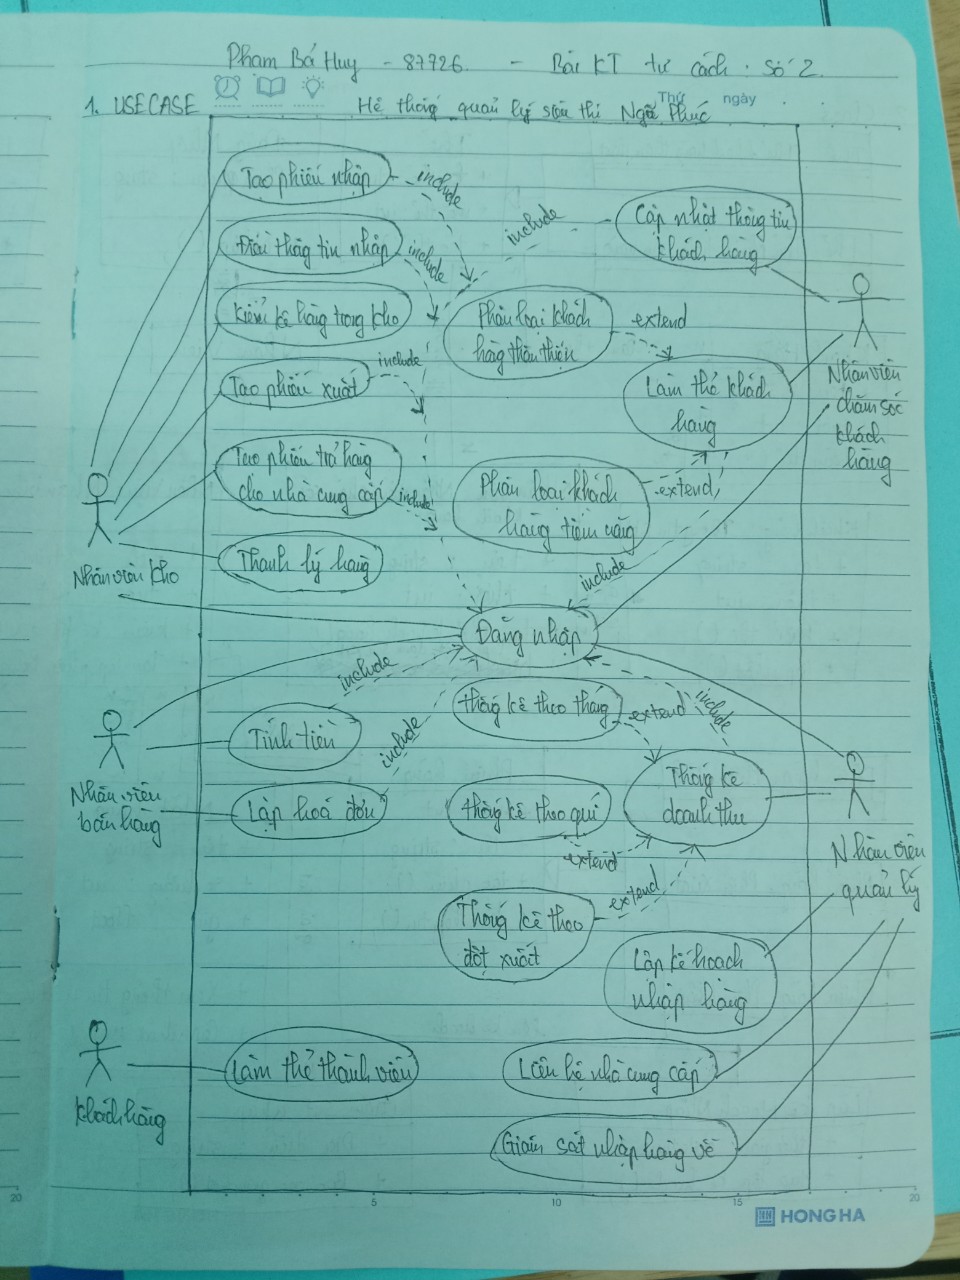 Phạm Bá Huy - 87726. - Bài KT tư cách. Số 2.
Thứ ngày
1. USECASE Hệ thống quản lý siêu thị Ngũ Phúc
Tạo phiếu nhập
include
include
Cập nhật thông tin
khách hàng
Điền thông tin nhập
include
Kiểm kê hàng trong kho
Phân loại khách
hàng thân thiện
extend
Tạo phiếu xuất
include
Làm thẻ khách
hàng
Nhân viên
chăm sóc
khách
hàng
Tạo phiếu trả hàng
cho nhà cung cấp
include
Phân loại khách
hàng tiềm năng
extend
Thanh lý hàng
Nhân viên kho
include
Đăng nhập
include
Thống kê theo tháng
extend
include
Tính tiền
include
Thống kê
doanh thu
Nhân viên
bán hàng
Lập hoá đơn
Thống kê theo quí
extend
Nhân viên
quản lý
extend
Thống kê theo
đột xuất
Lập kế hoạch
nhập hàng
Làm thẻ thành viên
Liên hệ nhà cung cấp
Khách hàng
Giám sát nhập hàng về
20 5 10 15 20
HONG HA